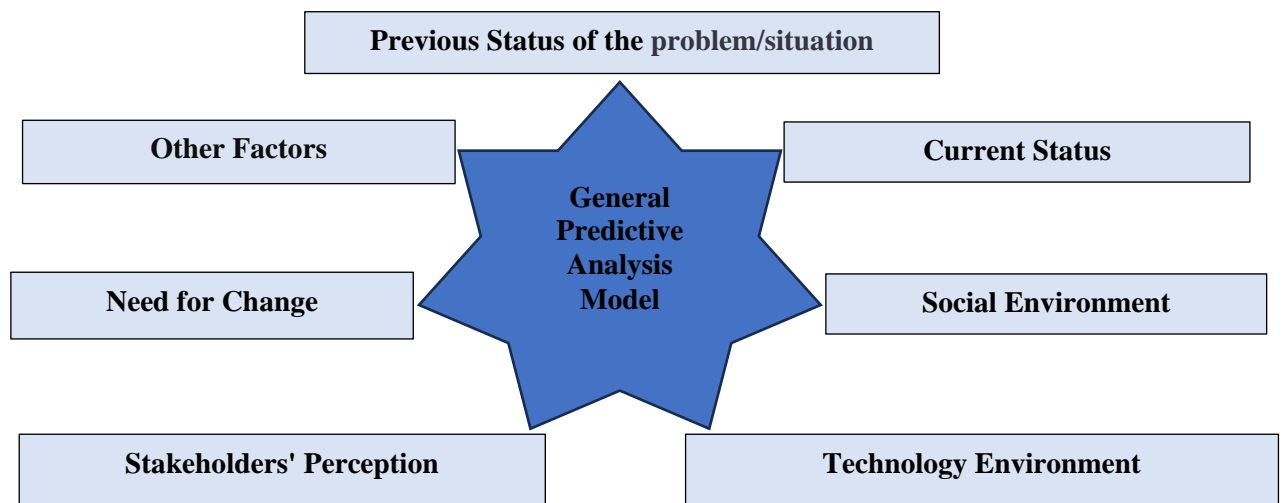 Previous Status of the problem/situation
Other Factors
Current Status
General
Predictive
Analysis
Model
Need for Change
Social Environment
Stakeholders' Perception
Technology Environment